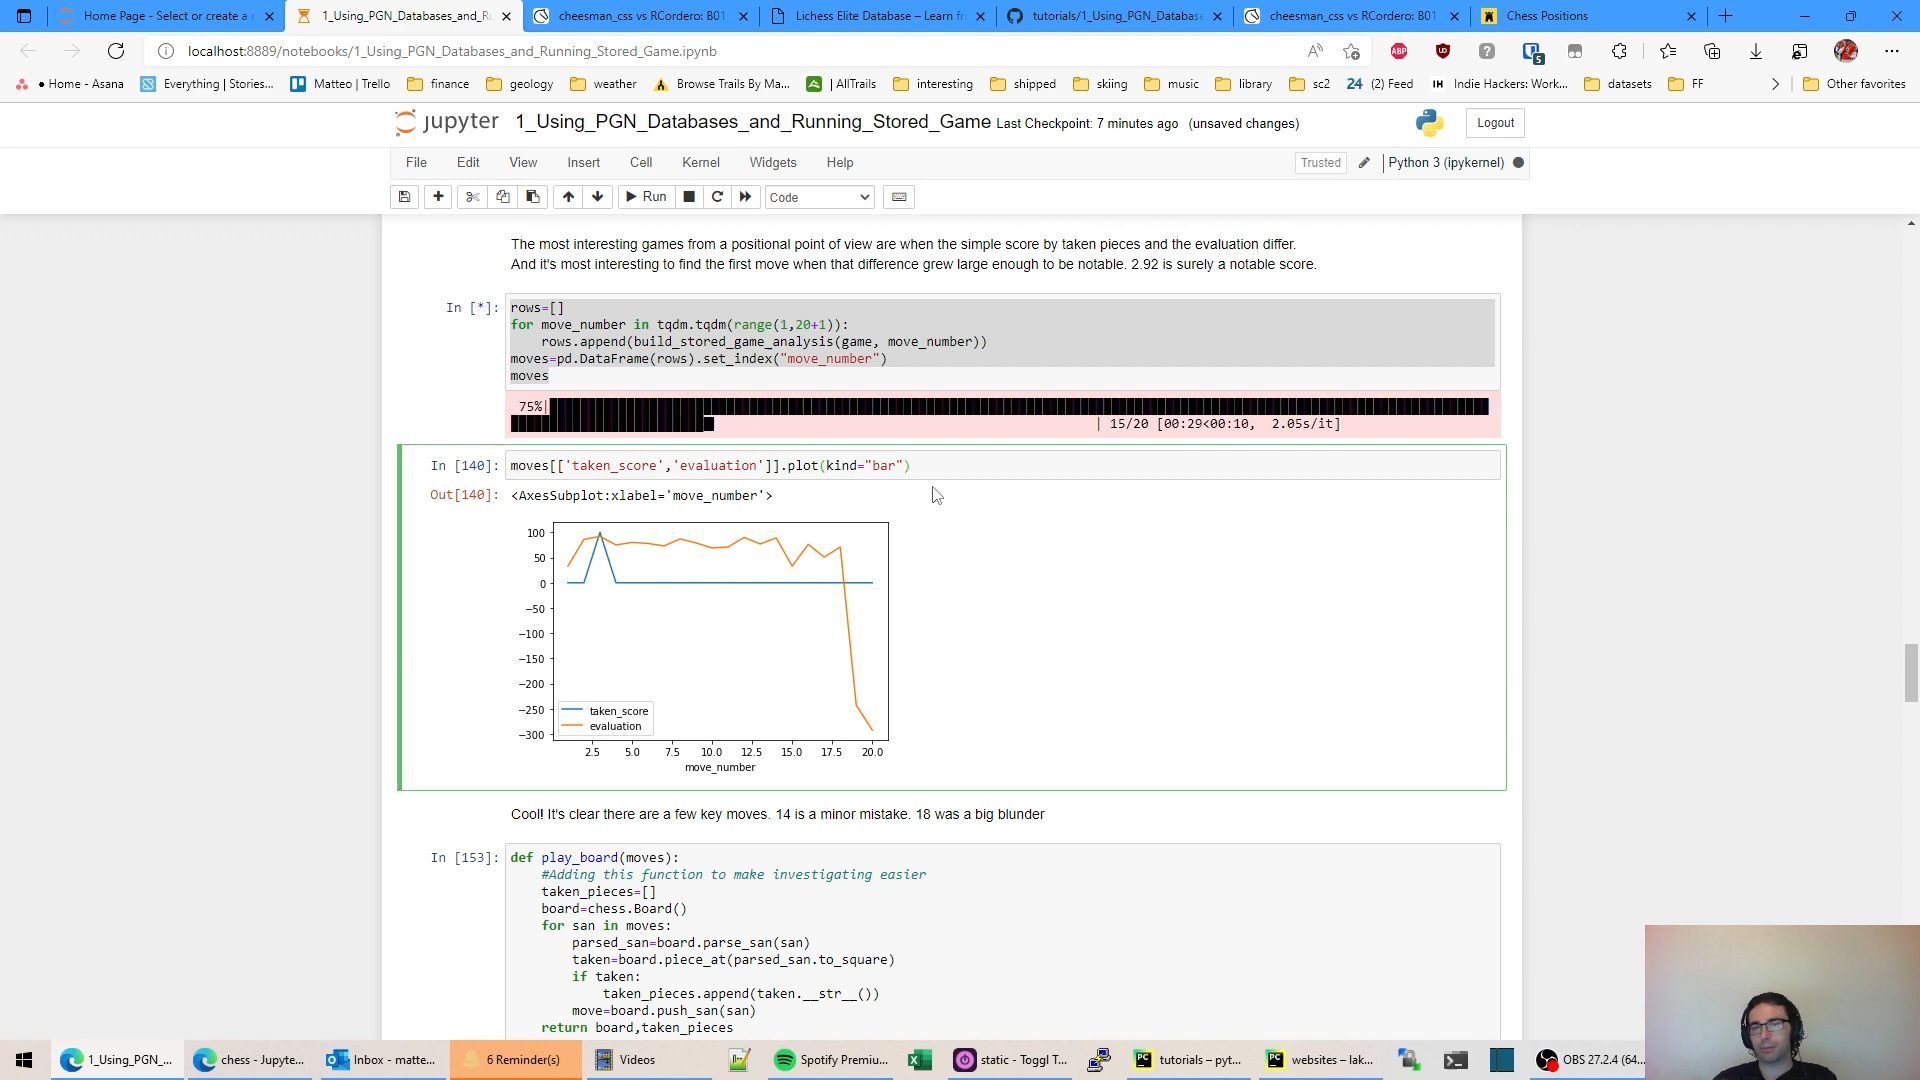 Home Page - Select or create a n
1_Using_PGN_Databases_and_Ru
cheesman_css vs RCordero: B01
Lichess Elite Database – Learn fr
tutorials/1_Using_PGN_Database
cheesman_css vs RCordero: B01
Chess Positions
localhost:8889/notebooks/1_Using_PGN_Databases_and_Running_Stored_Game.ipynb
ABP
5
• Home - Asana
Everything | Stories...
Matteo | Trello
finance
geology
weather
Browse Trails By Ma...
| AllTrails
interesting
shipped
skiing
music
library
sc2
24 (2) Feed
IH Indie Hackers: Work...
datasets
FF
Other favorites
jupyter 1_Using_PGN_Databases_and_Running_Stored_Game Last Checkpoint: 7 minutes ago (unsaved changes)
Logout
File Edit View Insert Cell Kernel Widgets Help
Trusted
Python 3 (ipykernel)
Run
Code
The most interesting games from a positional point of view are when the simple score by taken pieces and the evaluation differ.
And it's most interesting to find the first move when that difference grew large enough to be notable. 2.92 is surely a notable score.
In [*]: rows=[]
for move_number in tqdm.tqdm(range(1,20+1)):
rows.append(build_stored_game_analysis(game, move_number))
moves=pd.DataFrame(rows).set_index("move_number")
moves
75%|
| 15/20 [00:29<00:10, 2.05s/it]
In [140]: moves[['taken_score','evaluation']].plot(kind="bar")
Out[140]: <AxesSubplot:xlabel='move_number'>
100
50
0
−50
−100
−150
−200
−250
−300
taken_score
evaluation
2.5 5.0 7.5 10.0 12.5 15.0 17.5 20.0
move_number
Cool! It's clear there are a few key moves. 14 is a minor mistake. 18 was a big blunder
In [153]: def play_board(moves):
#Adding this function to make investigating easier
taken_pieces=[]
board=chess.Board()
for san in moves:
parsed_san=board.parse_san(san)
taken=board.piece_at(parsed_san.to_square)
if taken:
taken_pieces.append(taken.__str__())
move=board.push_san(san)
return board,taken_pieces
1_Using_PGN_...
chess - Jupyte...
Inbox - matte...
6 Reminder(s)
Videos
Spotify Premiu...
static - Toggl T...
tutorials – pyt...
websites – lak...
OBS 27.2.4 (64...